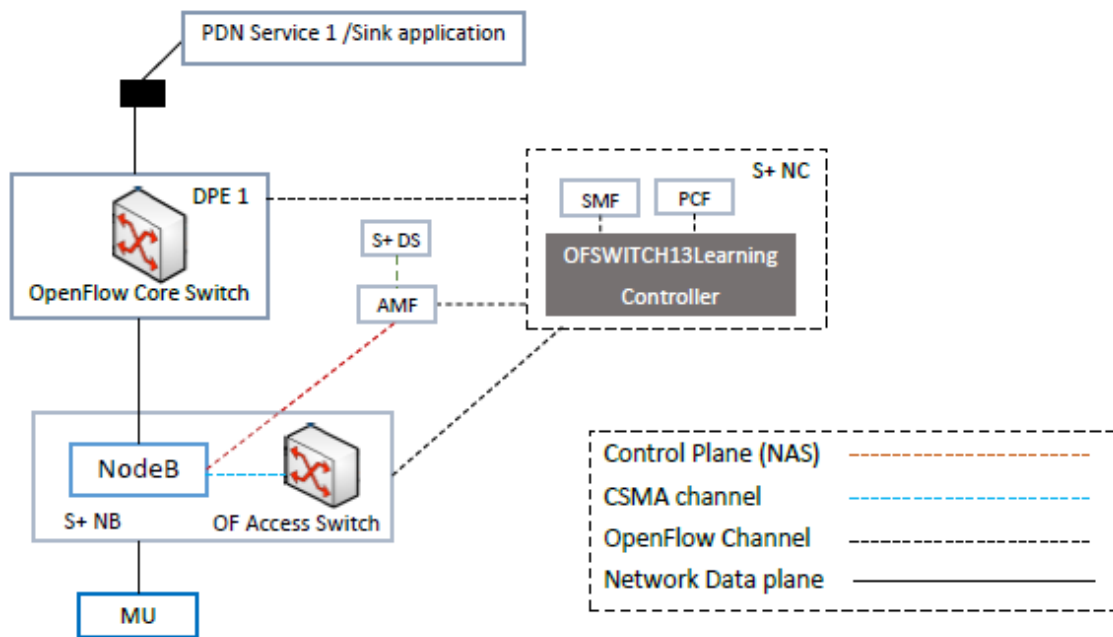 PDN Service 1 /Sink application
DPE 1
OpenFlow Core Switch
S+ DS
AMF
S+ NC
SMF
PCF
OFSWITCH13Learning
Controller
NodeB
S+ NB
OF Access Switch
MU
Control Plane (NAS)
CSMA channel
OpenFlow Channel
Network Data plane